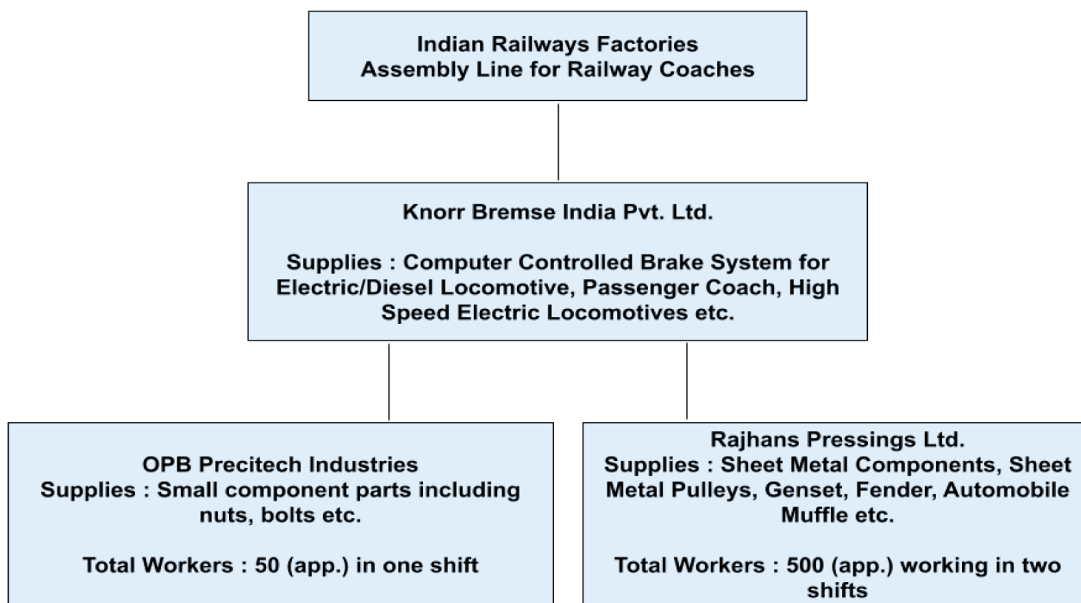 Indian Railways Factories
Assembly Line for Railway Coaches
Knorr Bremse India Pvt. Ltd.
Supplies : Computer Controlled Brake System for
Electric/Diesel Locomotive, Passenger Coach, High
Speed Electric Locomotives etc.
OPB Precitech Industries
Supplies : Small component parts including
nuts, bolts etc.
Total Workers : 50 (app.) in one shift
Rajhans Pressings Ltd.
Supplies : Sheet Metal Components, Sheet
Metal Pulleys, Genset, Fender, Automobile
Muffle etc.
Total Workers : 500 (app.) working in two
shifts